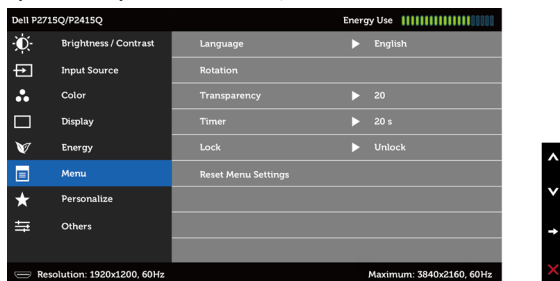 Dell P2715Q/P2415Q Energy Use
Brightness / Contrast Language English
Input Source Rotation
Color Transparency 20
Display Timer 20 s
Energy Lock Unlock
Menu Reset Menu Settings
Personalize
Others
Resolution: 1920x1200, 60Hz Maximum: 3840x2160, 60Hz